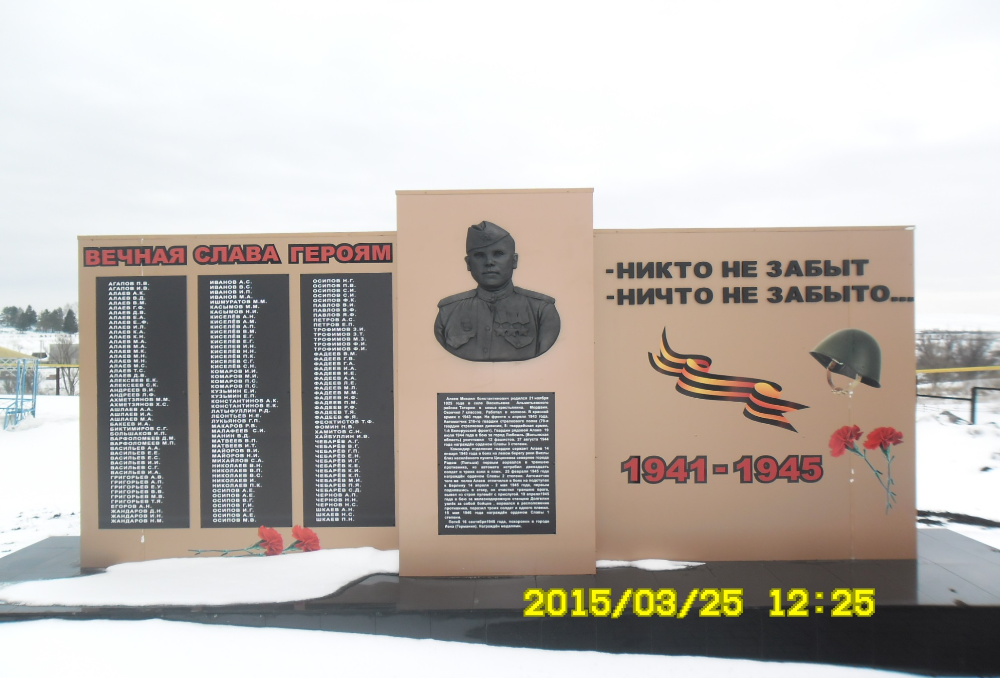 ВЕЧНАЯ СЛАВА ГЕРОЯМ
АГАПОВ П.В.
АГАПОВ И.В.
АЛАЕВ А.К.
АЛАЕВ В.Д.
АЛАЕВ В.М.
АЛАЕВ Г.Ф.
АЛАЕВ Д.В.
АЛАЕВ Е.А.
АЛАЕВ Е..Ф.
АЛАЕВ И.Л.
АЛАЕВ К.А.
АЛАЕВ К.Н.
АЛАЕВ М.А.
АЛАЕВ М.А.
АЛАЕВ М.К.
АЛАЕВ М.Н.
АЛАЕВ М.Н.
АЛАЕВ М.С.
АЛАЕВ Т.С.
АЛАЕВ Д.В.
АЛЕКСЕЕВ Е.К.
АЛЕКСЕЕВ С.К.
АНДРЕЕВ В.И.
АНДРЕЕВ Л.Ф.
АХМЕТЗЯНОВ М.М.
АХМЕТЗЯНОВ Х.С.
АШЛАЕВ А.А.
АШЛАЕВ И.А.
АШЛАЕВ М.А.
БАКЕЕВ И.А.
БИКТИМИРОВ С.Г.
БОЛЬШАКОВ И.П.
ВАРФОЛОМЕЕВ Д.М.
ВАРФОЛОМЕЕВ М.П.
ВАСИЛЬЕВ А.А.
ВАСИЛЬЕВ Е.Е.
ВАСИЛЬЕВ Е.С.
ВАСИЛЬЕВ И.И.
ВАСИЛЬЕВ С.Г.
ВАСИЛЬЕВ И.А.
ГРИГОРЬЕВ А.В.
ГРИГОРЬЕВ А.П.
ГРИГОРЬЕВ Е.У.
ГРИГОРЬЕВ В.В.
ГРИГОРЬЕВ М.В.
ГРИГОРЬЕВ Т.Я.
ЕГОРОВ А.Н.
ЖАНДАРОВ Д.Н.
ЖАНДАРОВ И.Н.
ЖАНДАРОВ Н.М.
ИВАНОВ А.С.
ИВАНОВ В.С.
ИВАНОВ И.П.
ИВАНОВ М.А.
ИШМУРАТОВ М.М.
КАСЫМОВ М.М.
КАСЫМОВ Н.И.
КИСЕЛЁВ А.Н.
КИСЕЛЁВ А.М.
КИСЕЛЁВ А.П.
КИСЕЛЁВ В.М.
КИСЕЛЁВ Е.Г.
КИСЕЛЁВ Е.Г.
КИСЕЛЁВ И.Н.
КИСЕЛЁВ Н.Н.
КИСЕЛЁВ П.К.
КИСЕЛЁВ С.Г.
КИСЕЛЁВ С.Н.
КОМАРОВ И.И.
КОМАРОВ М.И.
КОМАРОВ П.С.
КОМАРОВ П.С.
КУЗЬМИН Е.И.
КУЗЬМИН Е.П.
КОНСТАНТИНОВ А.К.
КОНСТАНТИНОВ Е.К.
ЛАТЫФУЛЛИН Р.Д.
ЛЕОНТЬЕВ Н.Е.
ЛУКЬЯНОВ Г.П.
МАКАРОВ Р.В.
МАЛАФЕЕВ С.И.
МАНИН В.Д.
МАТВЕЕВ В.П.
МАТВЕЕВ И.Т.
МАЙОРОВ В.И.
МАЙОРОВ Н.И.
МИХАЙЛОВ С.А.
НИКОЛАЕВ В.Н.
НИКОЛАЕВ В.П.
НИКОЛАЕВ В.С.
НИКОЛАЕВ И.
НИКОЛАЕВ П.К.
ОСИПОВ А.Е.
ОСИПОВ А.Е.
ОСИПОВ В.Г.
ОСИПОВ Г.И.
ОСИПОВ И.Г.
ОСИПОВ А.Е.
ОСИПОВ М.В.
ОСИПОВ Н.Г.
ОСИПОВ П.В.
ОСИПОВ С.И.
ОСИПОВ С.И.
ОСИПОВ Ф.К.
ПАВЛОВ В.И.
ПАВЛОВ В.Ф.
ПАВЛОВ Я.Ф.
ПЕТРОВ А.С.
ПЕТРОВ Е.П.
ТРОФИМОВ З.И.
ТРОФИМОВ З.Т.
ТРОФИМОВ М.З.
ТРОФИМОВ Ф.И.
ТРОФИМОВ Ф.И.
ФАДЕЕВ В.М.
ФАДЕЕВ Г.В.
ФАДЕЕВ Г.А.
ФАДЕЕВ И.А.
ФАДЕЕВ И.Е.
ФАДЕЕВ А.А.
ФАДЕЕВ Л.Е.
ФАДЕЕВ М.Л.
ФАДЕЕВ М.М.
ФАДЕЕВ Н.Ф.
ФАДЕЕВ П.М.
ФАДЕЕВ Р.Ф.
ФАДЕЕВ Т.Я.
ФАДЕЕВ Ф.Я.
ФЕОКТИСТОВ Т.Ф.
ФОМИН Н.В.
ХАМИТОВ С.Н.
ХАЙБУЛЛИН И.В.
ЧЕБАРЁВ А.Г.
ЧЕБАРЁВ В.Г.
ЧЕБАРЁВ Г.П.
ЧЕБАРЁВ Е.Н.
ЧЕБАРЁВ И.Г.
ЧЕБАРЁВ К.Е.
ЧЕБАРЁВ К.И.
ЧЕБАРЁВ К.П.
ЧЕБАРЁВ М.И.
ЧЕБАРЁВ П.Я.
ЧЕБАРЁВ С.Д.
ЧЕРНОВ А.П.
ЧЕРНОВ Н.Н.
ЧЕРНОВ Н.С.
ШКАЕВ А.Н.
ШКАЕВ Н.С.
ШКАЕВ П.Н.
Алаев Михаил Константинович родился 21 ноября
1925 года в селе Васильевка Альметьевского
района Татарии в семье крестьянина. Мордвин.
Окончил 7 классов. Работал в колхозе. В красной
армии с 1943 года. На фронте с апреля 1943 года.
Автоматчик 216-го гвардии стрелкового полка (79-я
гвардии стрелковая дивизия, 8- гвардейская армия,
1-й Белорусский фронт). Гвардии рядовой Алаев 19
июля 1944 года в бою за город Любомль (Волынская
область) уничтожил 12 фашистов. 27 августа 1944
года награждён орденом Славы 3 степени.
Командир отделения гвардии сержант Алаев 14
января 1945 года в боях на левом берегу реки Вислы
близ населённого пункта Цициновка севернее города
Радом (Польша) первым ворвался в траншею
противника, из автомата истребил двенадцать
солдат и троих взял в плен. 25 февраля 1945 года
награждён орденом Славы 2 степени. Автоматчик
того же полка Алаев отличился в боях на подступах
к Берлину 14 апреля - 2 мая 1945 года, первым
поднявшись в атаку, он очистил траншею врага,
вывел из строя пулемёт с прислугой. 19 апреля1945
года в бою за железнодорожную станцию Долгелин
увлёк за собой бойцов , ворвался в расположение
противника, поразил троих солдат и одного пленил.
15 мая 1946 года награждён орденом Славы 1
степени.
Погиб 16 сентября1946 года, похоронен в городе
Иена (Германия). Награждён медалями.
-НИКТО НЕ ЗАБЫТ
-НИЧТО НЕ ЗАБЫТО...
1941-1945
2015/03/25 12:25